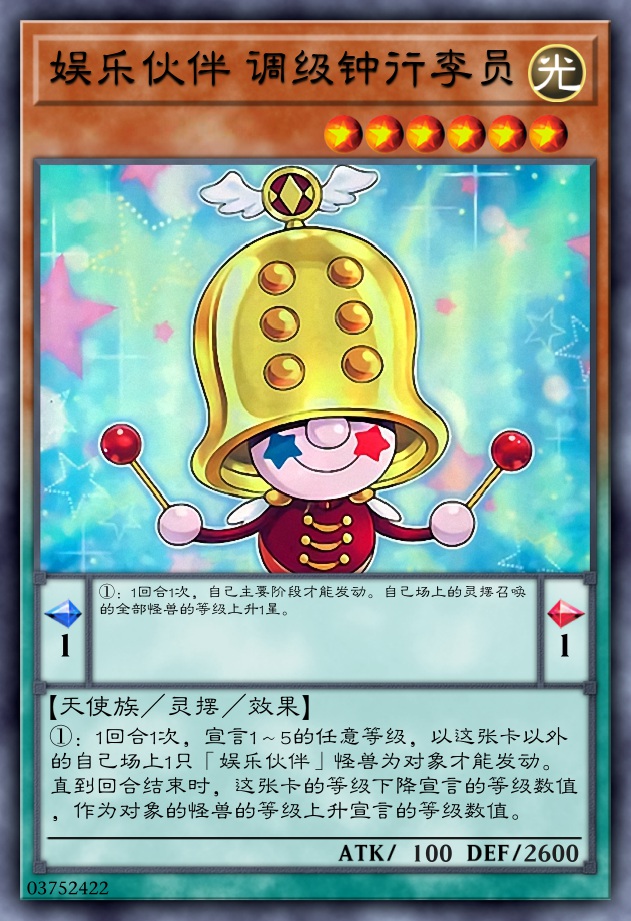 娱乐伙伴 调级钟行李员
光
①：1回合1次，自己主要阶段才能发动。自己场上的灵摆召唤
的全部怪兽的等级上升1星。
1
1
【天使族／灵摆／效果】
①：1回合1次，宣言1~5的任意等级，以这张卡以外
的自己场上1只「娱乐伙伴」怪兽为对象才能发动。
直到回合结束时，这张卡的等级下降宣言的等级数值
，作为对象的怪兽的等级上升宣言的等级数值。
ATK/ 100 DEF/2600
03752422